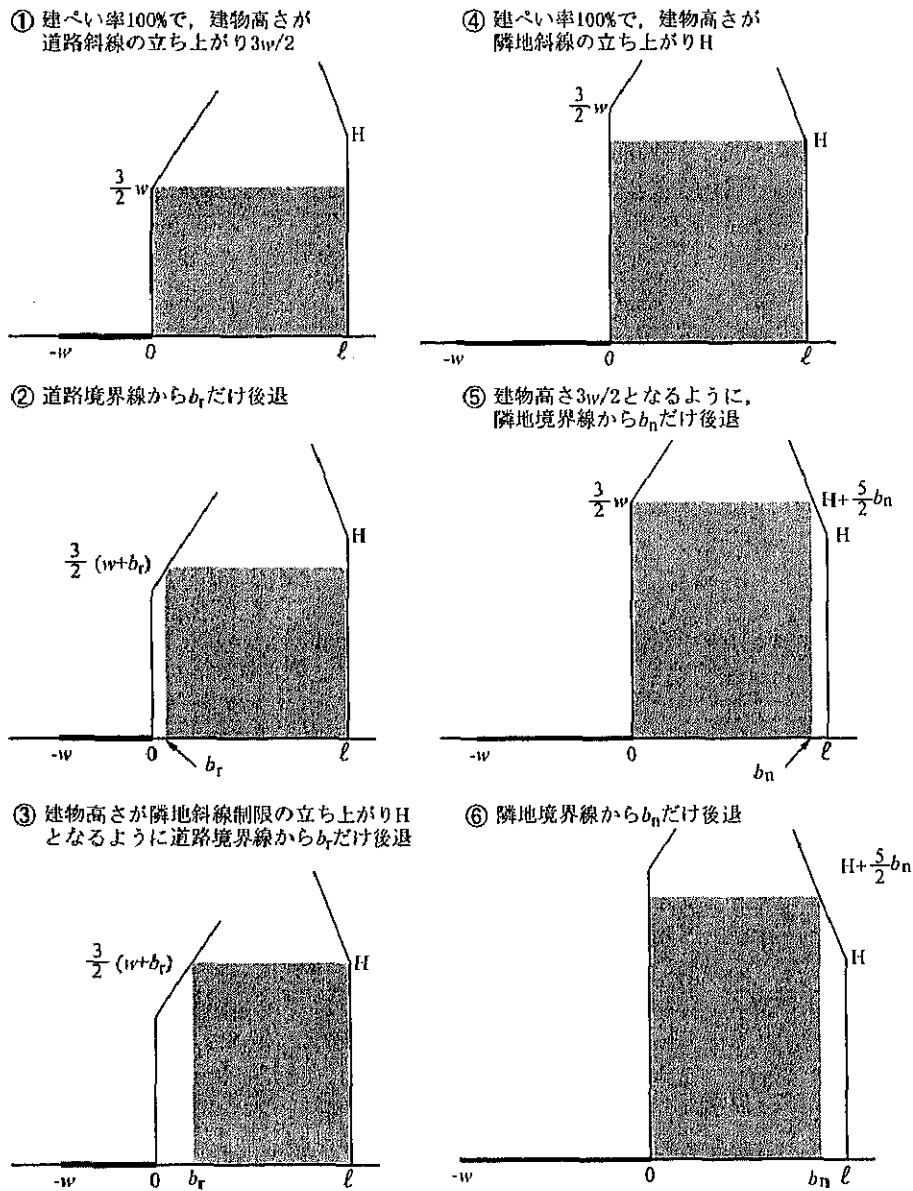 ① 建ぺい率100%で，建物高さが
道路斜線の立ち上がり3w/2
H
3/2 w
-w 0 ℓ
② 道路境界線からbrだけ後退
H
3/2 (w+br)
-w 0 ℓ
br
③ 建物高さが隣地斜線制限の立ち上がりH
となるように道路境界線からbrだけ後退
3/2 (w+br)
H
-w 0 br ℓ
④ 建ぺい率100%で，建物高さが
隣地斜線の立ち上がりH
3/2 w
H
-w 0 ℓ
⑤ 建物高さ3w/2となるように，
隣地境界線からbnだけ後退
3/2 w
H+5/2 bn
H
-w 0 ℓ
bn
⑥ 隣地境界線からbnだけ後退
H+5/2 bn
H
-w 0 bn ℓ